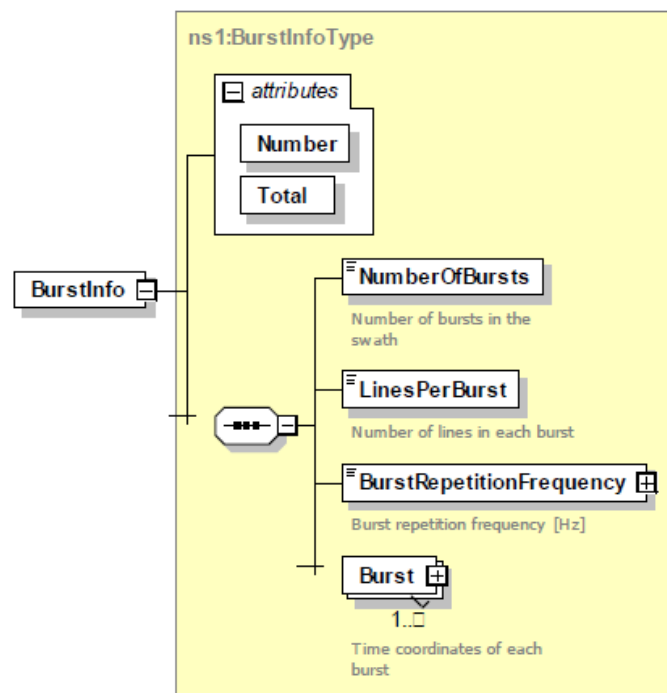 ns1:BurstInfoType
attributes
Number
Total
BurstInfo
NumberOfBursts
Number of bursts in the
swath
LinesPerBurst
Number of lines in each burst
BurstRepetitionFrequency
Burst repetition frequency [Hz]
Burst
1..□
Time coordinates of each
burst